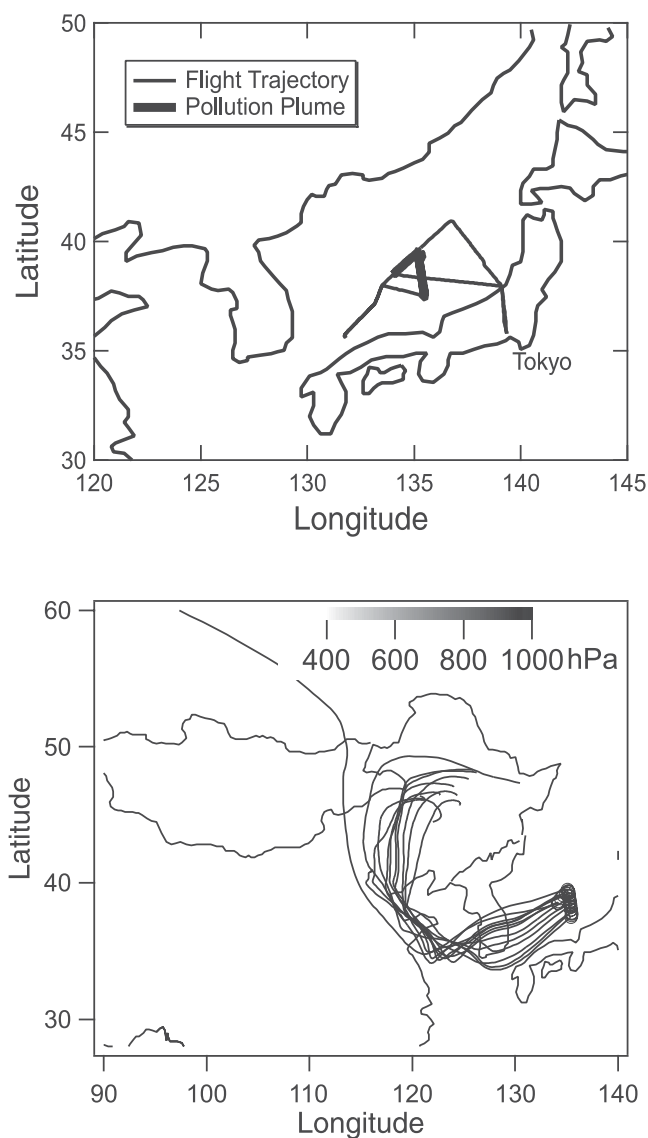 50
Flight Trajectory
Pollution Plume
45
Latitude
40
35
Tokyo
30
120 125 130 135 140 145
Longitude
60
400 600 800 1000 hPa
50
Latitude
40
30
90 100 110 120 130 140
Longitude